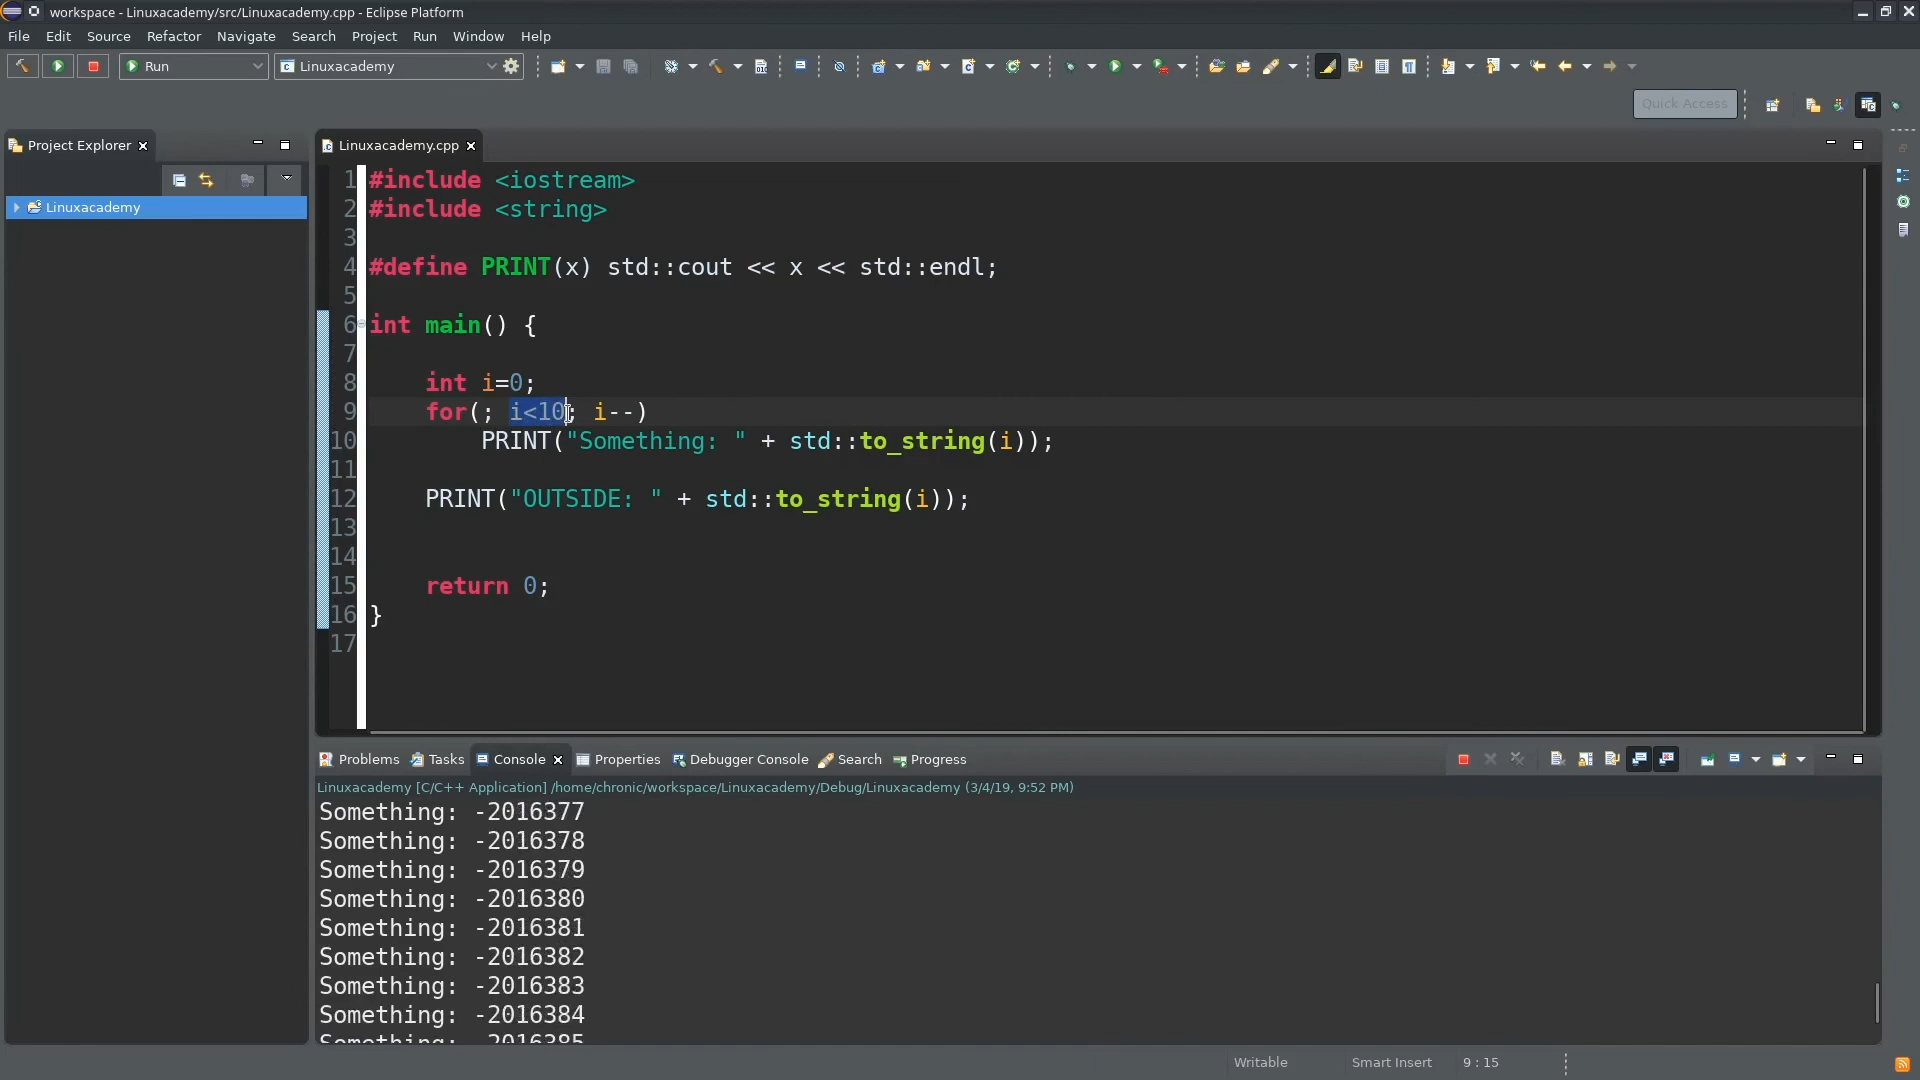 workspace - Linuxacademy/src/Linuxacademy.cpp - Eclipse Platform
File Edit Source Refactor Navigate Search Project Run Window Help
Run Linuxacademy
Quick Access
Project Explorer
Linuxacademy
Linuxacademy.cpp
1 #include <iostream>
2 #include <string>
3
4 #define PRINT(x) std::cout << x << std::endl;
5
6 int main() {
7
8 int i=0;
9 for(; i<10; i--)
10 PRINT("Something: " + std::to_string(i));
11
12 PRINT("OUTSIDE: " + std::to_string(i));
13
14
15 return 0;
16 }
17
Problems Tasks Console Properties Debugger Console Search Progress
Linuxacademy [C/C++ Application] /home/chronic/workspace/Linuxacademy/Debug/Linuxacademy (3/4/19, 9:52 PM)
Something: -2016377
Something: -2016378
Something: -2016379
Something: -2016380
Something: -2016381
Something: -2016382
Something: -2016383
Something: -2016384
Something: -2016385
Writable Smart Insert 9 : 15